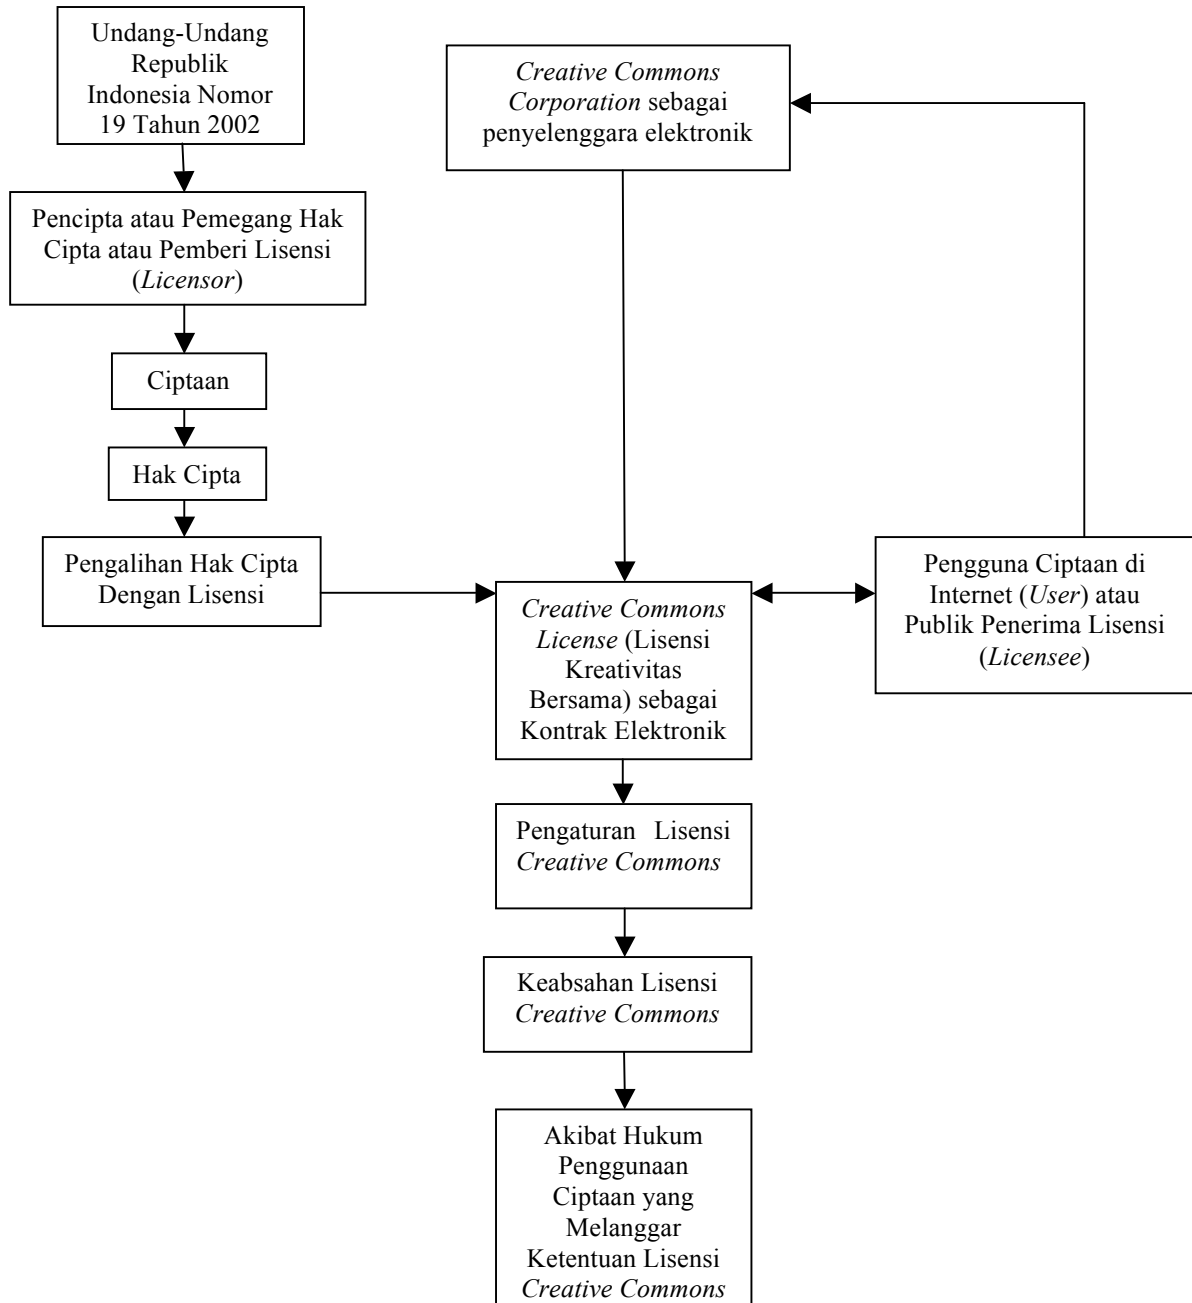 Undang-Undang
Republik
Indonesia Nomor
19 Tahun 2002
Creative Commons
Corporation sebagai
penyelenggara elektronik
Pencipta atau Pemegang Hak
Cipta atau Pemberi Lisensi
(Licensor)
Ciptaan
Hak Cipta
Pengalihan Hak Cipta
Dengan Lisensi
Creative Commons
License (Lisensi
Kreativitas
Bersama) sebagai
Kontrak Elektronik
Pengguna Ciptaan di
Internet (User) atau
Publik Penerima Lisensi
(Licensee)
Pengaturan Lisensi
Creative Commons
Keabsahan Lisensi
Creative Commons
Akibat Hukum
Penggunaan
Ciptaan yang
Melanggar
Ketentuan Lisensi
Creative Commons